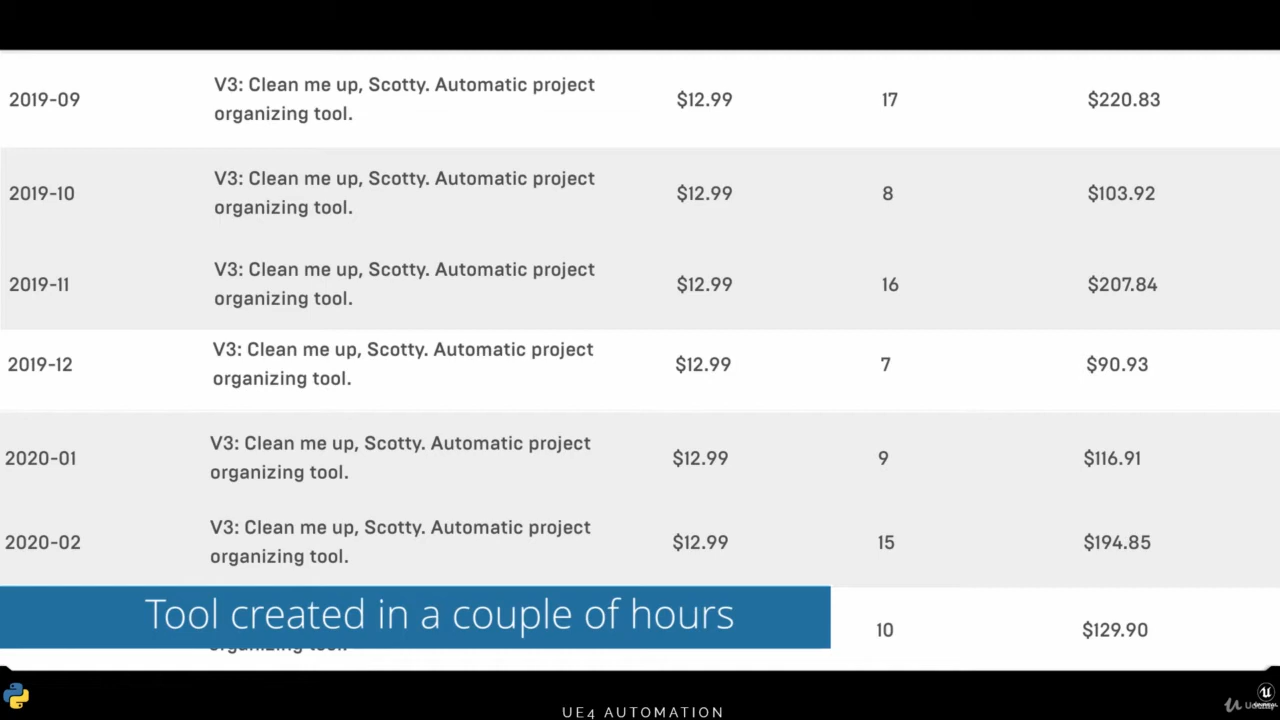 2019-09
V3: Clean me up, Scotty. Automatic project
organizing tool.
$12.99
17
$220.83
2019-10
V3: Clean me up, Scotty. Automatic project
organizing tool.
$12.99
8
$103.92
2019-11
V3: Clean me up, Scotty. Automatic project
organizing tool.
$12.99
16
$207.84
2019-12
V3: Clean me up, Scotty. Automatic project
organizing tool.
$12.99
7
$90.93
2020-01
V3: Clean me up, Scotty. Automatic project
organizing tool.
$12.99
9
$116.91
2020-02
V3: Clean me up, Scotty. Automatic project
organizing tool.
$12.99
15
$194.85
Tool created in a couple of hours
10
$129.90
UE4 AUTOMATION